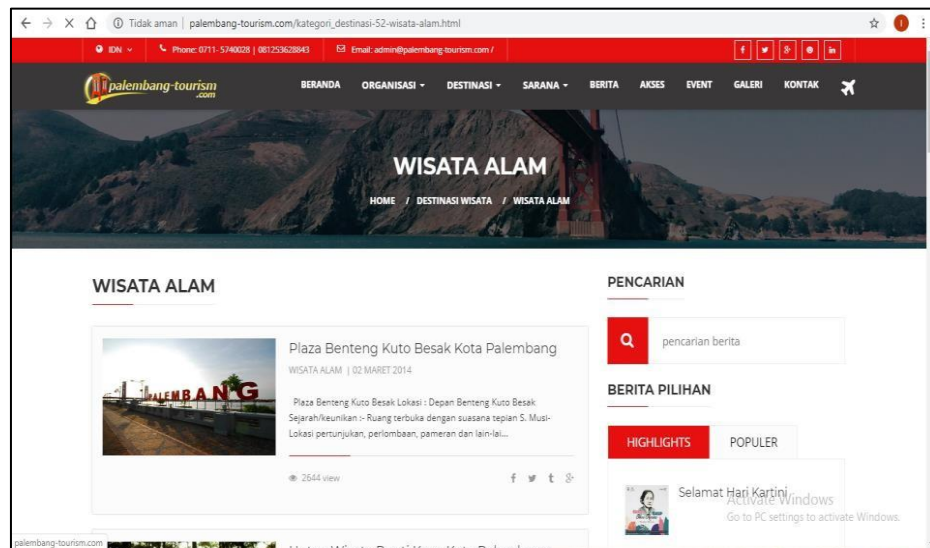 Tidak aman | palembang-tourism.com/kategori_destinasi-52-wisata-alam.html
IDN
Phone: 0711- 5740028 | 081253628843
Email: admin@palembang-tourism.com /
palembang-tourism
.com
BERANDA
ORGANISASI
DESTINASI
SARANA
BERITA
AKSES
EVENT
GALERI
KONTAK
WISATA ALAM
HOME / DESTINASI WISATA / WISATA ALAM
WISATA ALAM
PALEMBANG
Plaza Benteng Kuto Besak Kota Palembang
WISATA ALAM | 02 MARET 2014
Plaza Benteng Kuto Besak Lokasi : Depan Benteng Kuto Besak
Sejarah/keunikan :- Ruang terbuka dengan suasana tepian S. Musi-
Lokasi pertunjukan, perlombaan, pameran dan lain-lai...
2644 view
PENCARIAN
pencarian berita
BERITA PILIHAN
HIGHLIGHTS
POPULER
Selamat Hari Kartini
Activate Windows
Go to PC settings to activate Windows.
palembang-tourism.com